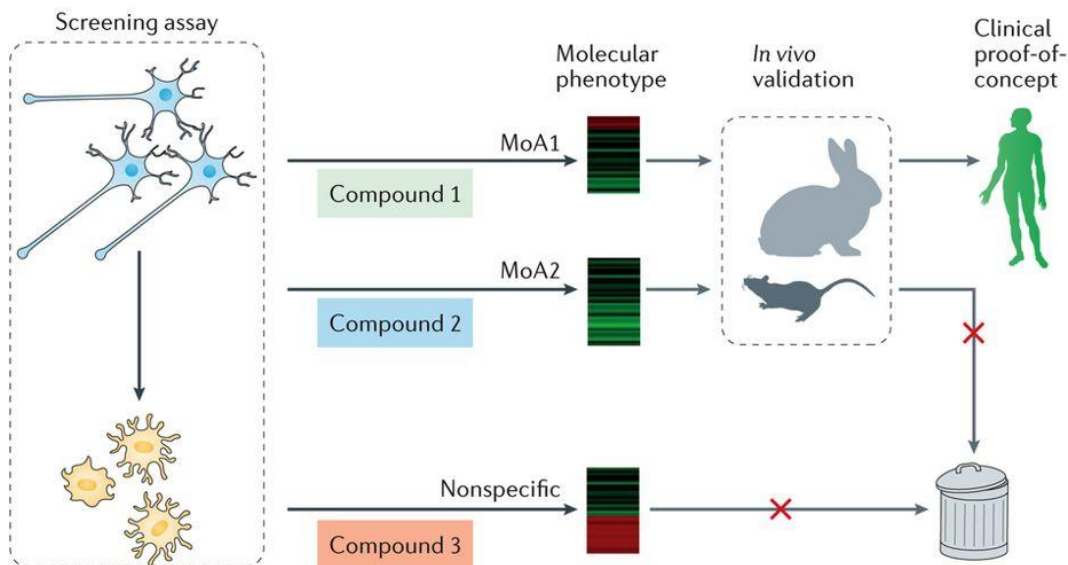 Screening assay
Molecular
phenotype
In vivo
validation
Clinical
proof-of-
concept
MoA1
Compound 1
MoA2
Compound 2
Nonspecific
Compound 3